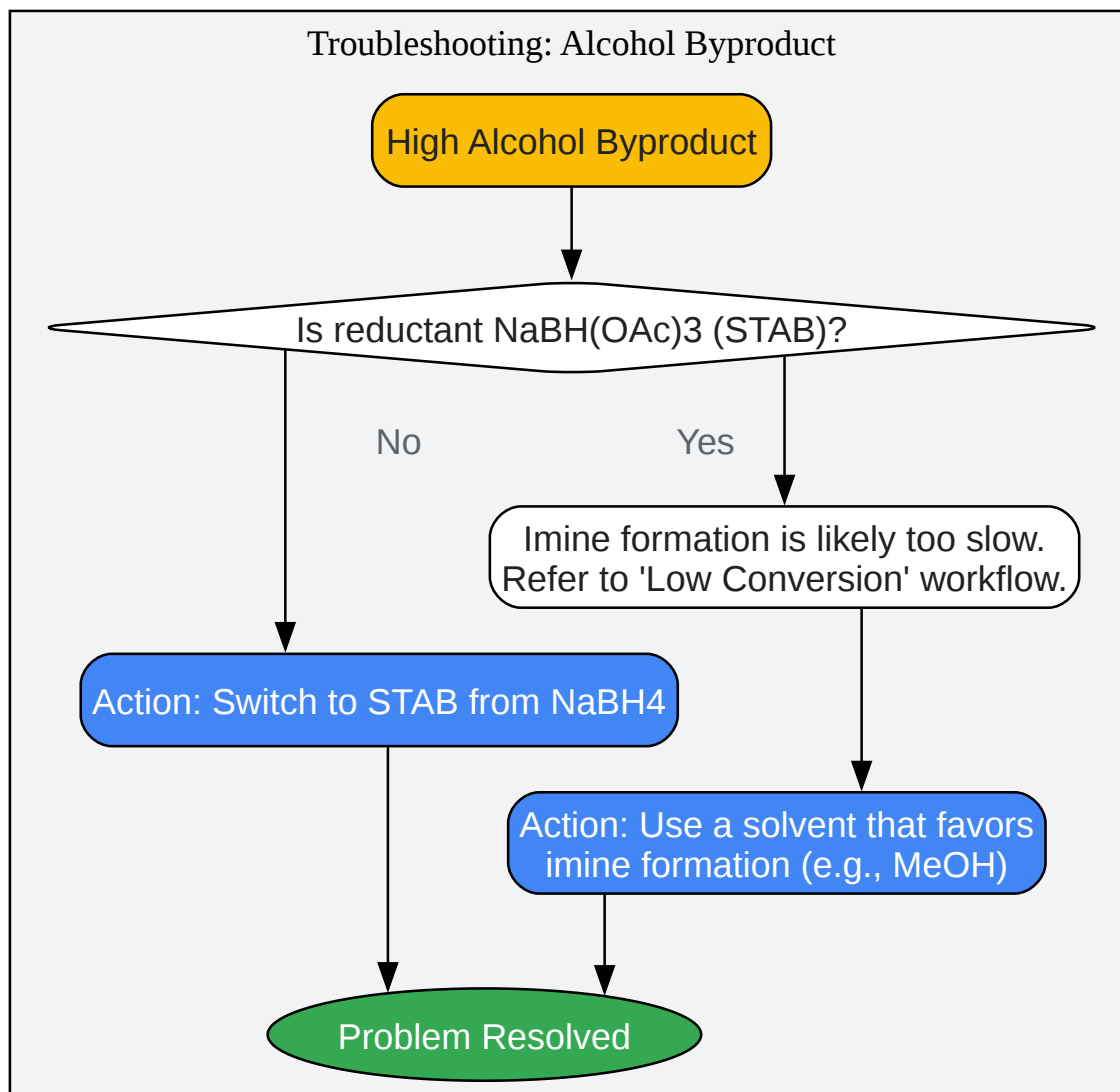 Troubleshooting: Alcohol Byproduct
High Alcohol Byproduct
Is reductant NaBH(OAc)3 (STAB)?
No
Yes
Imine formation is likely too slow.
Refer to 'Low Conversion' workflow.
Action: Switch to STAB from NaBH4
Action: Use a solvent that favors
imine formation (e.g., MeOH)
Problem Resolved